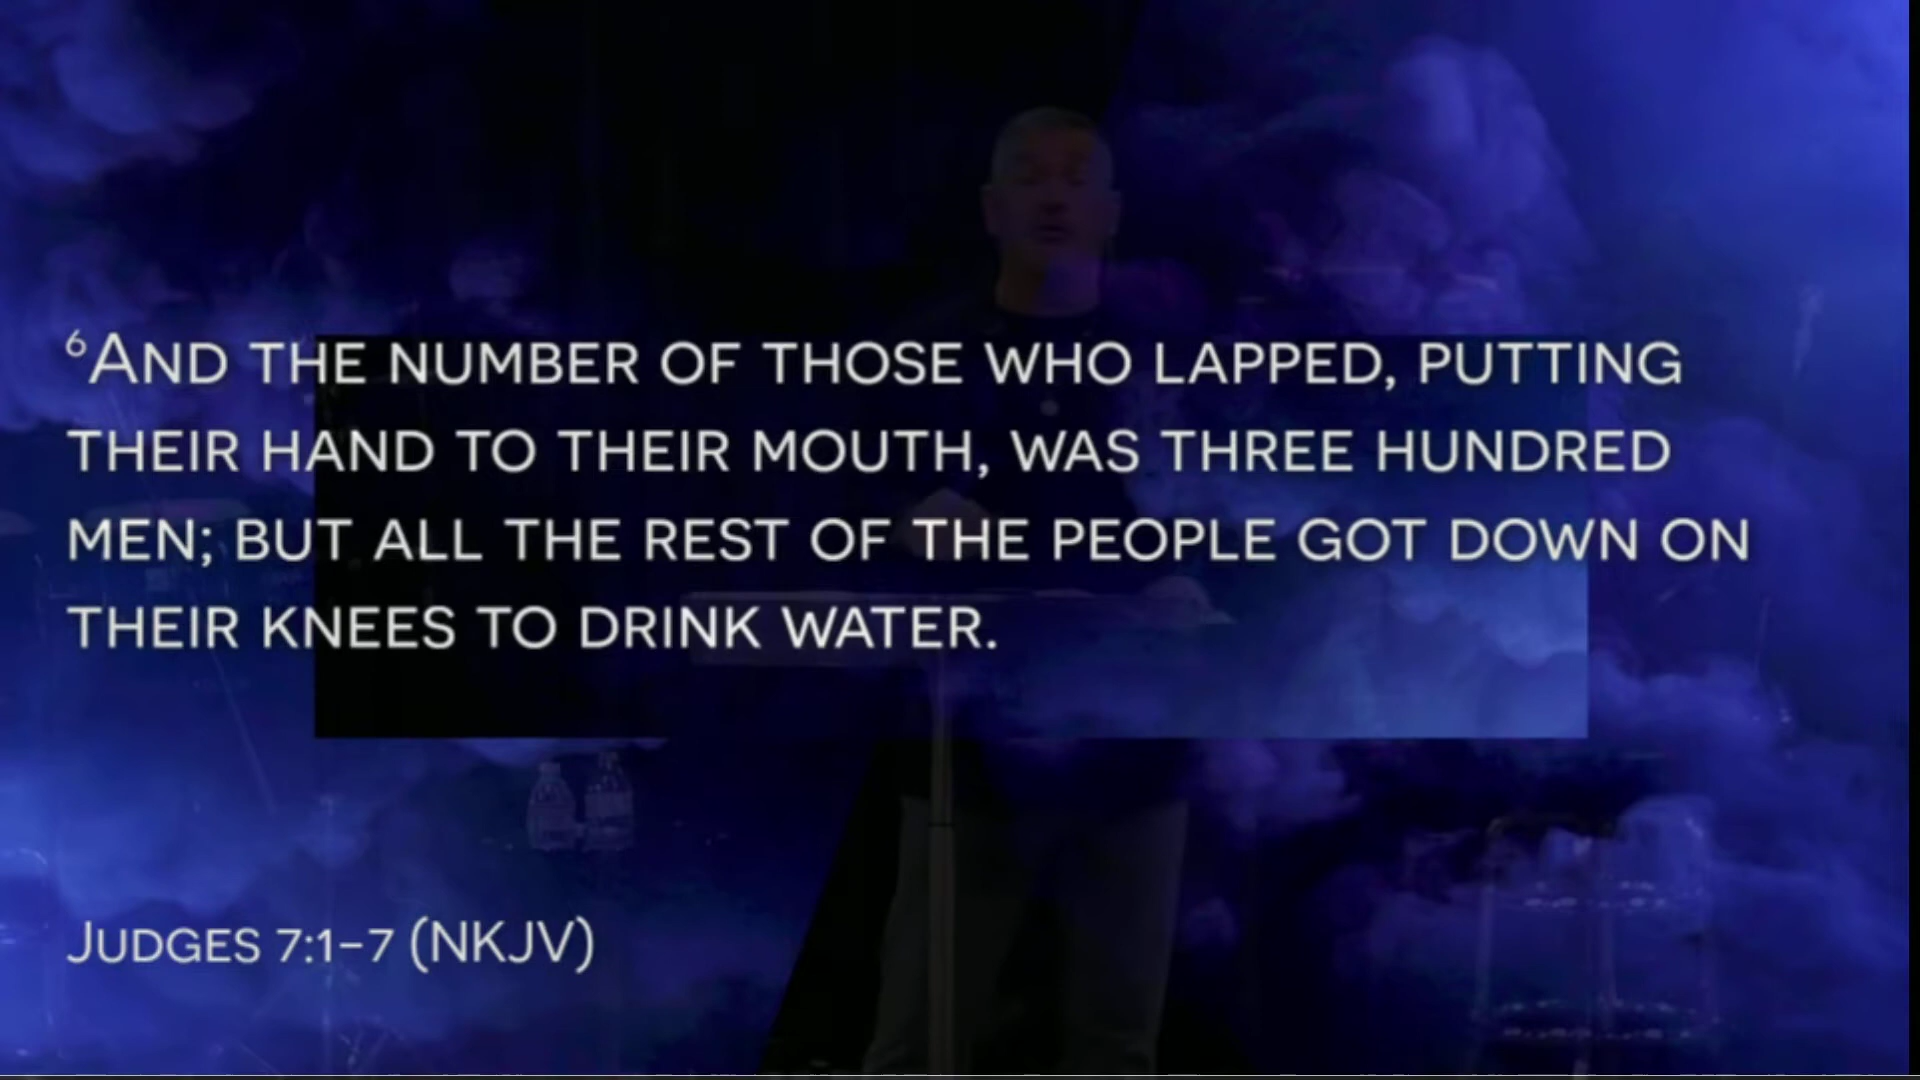 ⁶And the number of those who lapped, putting
their hand to their mouth, was three hundred
men; but all the rest of the people got down on
their knees to drink water.
Judges 7:1–7 (NKJV)